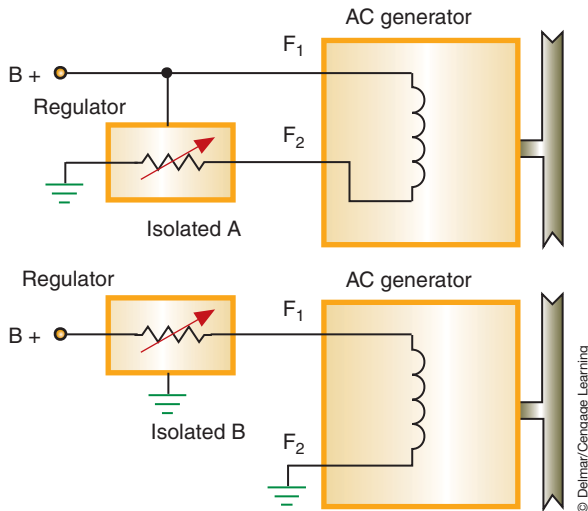 AC generator
F₁
B +
Regulator
F₂
Isolated A
Regulator
AC generator
F₁
B +
Isolated B
F₂
© Delmar/Cengage Learning